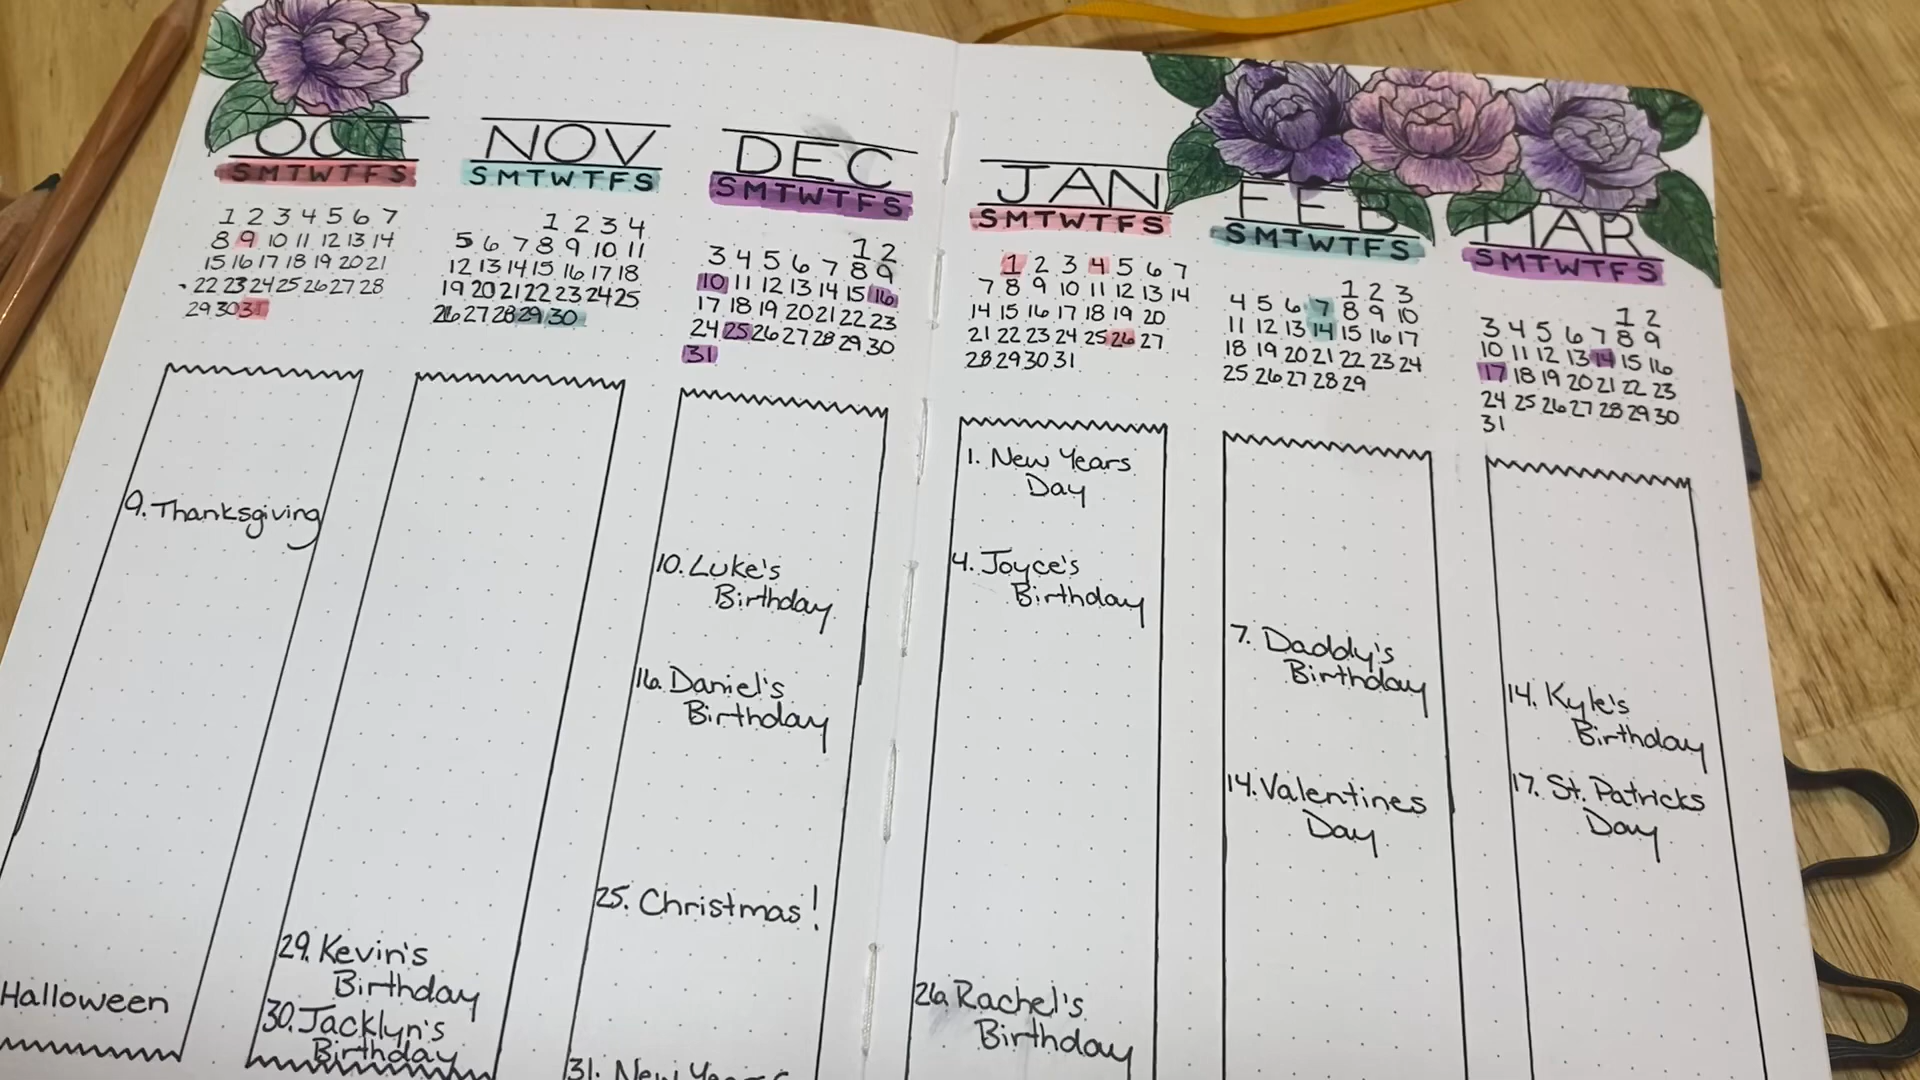 OCT
SMTWTFS
1 2 3 4 5 6 7
8 9 10 11 12 13 14
15 16 17 18 19 20 21
22 23 24 25 26 27 28
29 30 31
9. Thanksgiving
Halloween
NOV
SMTWTFS
1 2 3 4
5 6 7 8 9 10 11
12 13 14 15 16 17 18
19 20 21 22 23 24 25
26 27 28 29 30
29. Kevin's
Birthday
30. Jacklyn's
Birthday
DEC
SMTWTFS
1 2
3 4 5 6 7 8 9
10 11 12 13 14 15 16
17 18 19 20 21 22 23
24 25 26 27 28 29 30
31
10. Luke's
Birthday
16. Daniel's
Birthday
25. Christmas!
31. New Year's
JAN
SMTWTFS
1 2 3 4 5 6 7
7 8 9 10 11 12 13 14
14 15 16 17 18 19 20
21 22 23 24 25 26 27
28 29 30 31
1. New Years
Day
4. Joyce's
Birthday
26. Rachel's
Birthday
FEB
SMTWTFS
1 2 3
4 5 6 7 8 9 10
11 12 13 14 15 16 17
18 19 20 21 22 23 24
25 26 27 28 29
7. Daddy's
Birthday
14. Valentines
Day
MAR
SMTWTFS
1 2
3 4 5 6 7 8 9
10 11 12 13 14 15 16
17 18 19 20 21 22 23
24 25 26 27 28 29 30
31
14. Kyle's
Birthday
17. St. Patricks
Day